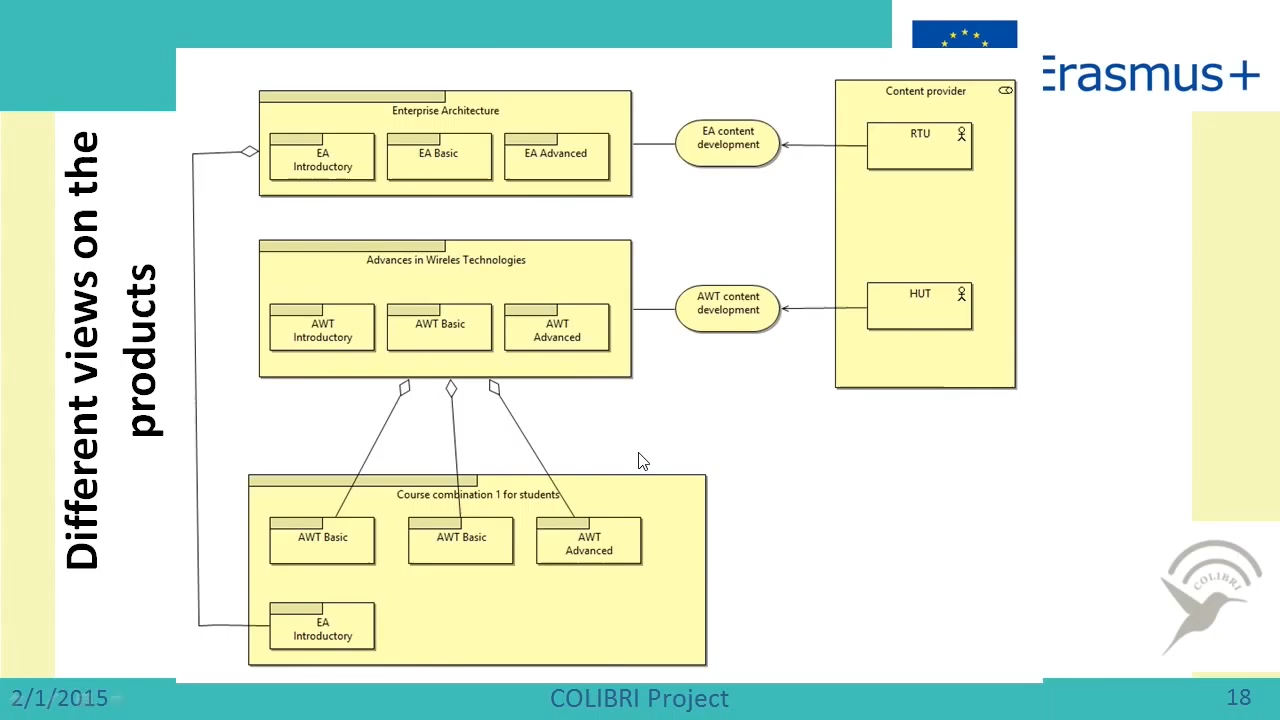 Erasmus+
Different views on the
products
Enterprise Architecture
EA
Introductory
EA Basic
EA Advanced
EA content
development
Content provider
RTU
Advances in Wireles Technologies
AWT
Introductory
AWT Basic
AWT
Advanced
AWT content
development
HUT
Course combination 1 for students
AWT Basic
AWT Basic
AWT
Advanced
EA
Introductory
COLIBRI
2/1/2015
COLIBRI Project
18